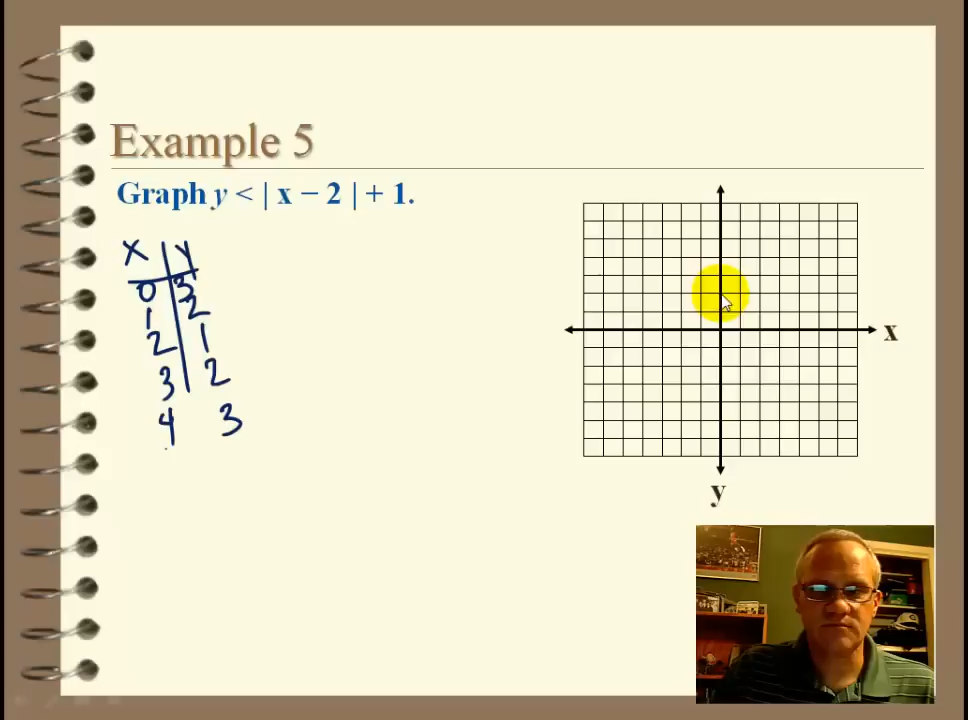 Example 5
Graph y < | x − 2 | + 1.
X Y
0 3
1 2
2 1
3 2
4 3
x
y